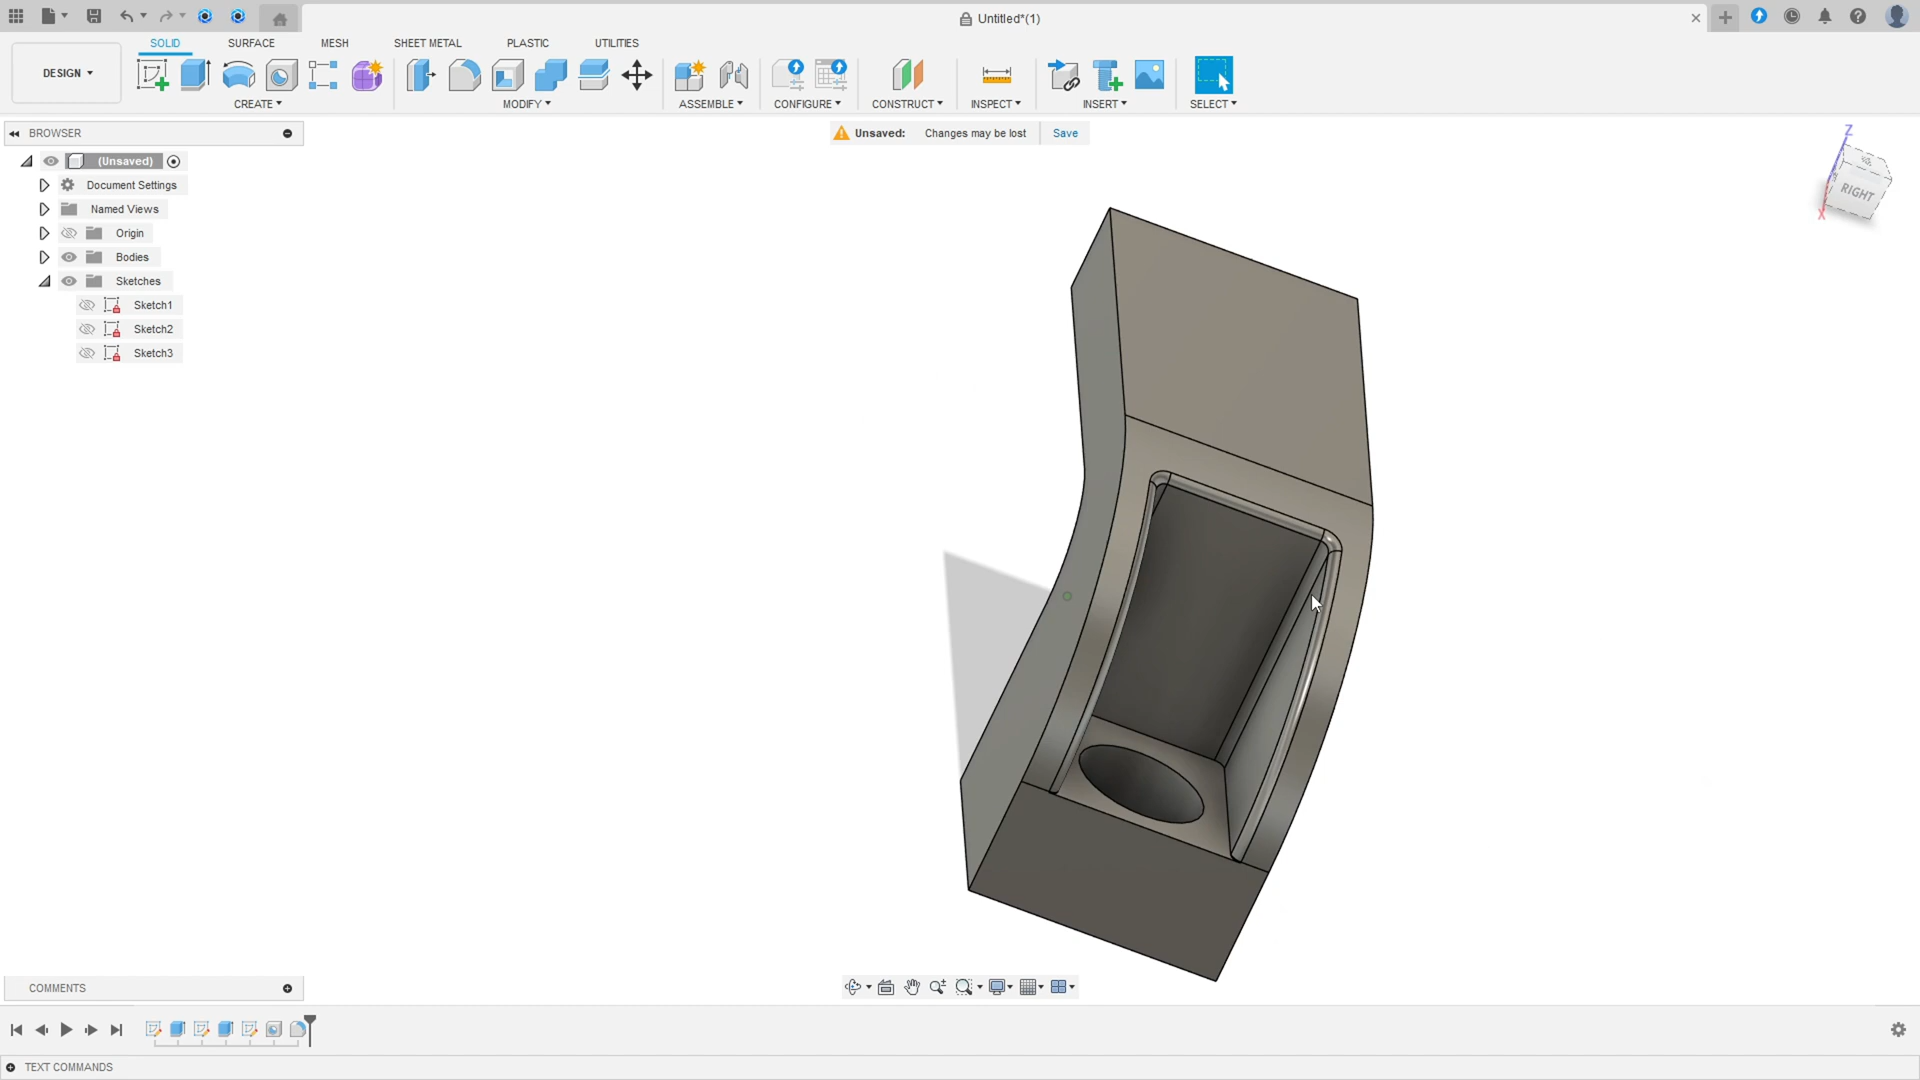 Untitled*(1)
SOLID SURFACE MESH SHEET METAL PLASTIC UTILITIES
DESIGN
CREATE MODIFY ASSEMBLE CONFIGURE CONSTRUCT INSPECT INSERT SELECT
BROWSER
Unsaved: Changes may be lost Save
(Unsaved)
Document Settings
Named Views
Origin
Bodies
Sketches
Sketch1
Sketch2
Sketch3
Z
RIGHT
X
COMMENTS
TEXT COMMANDS